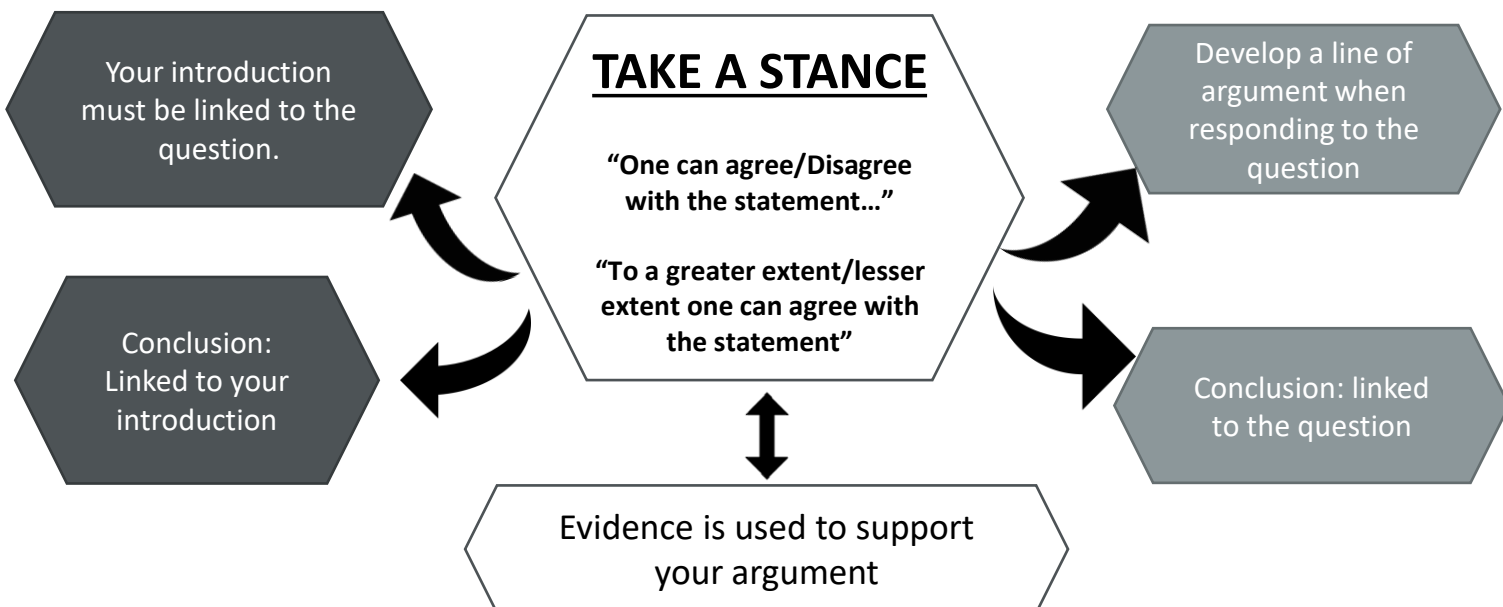 Your introduction
must be linked to the
question.
TAKE A STANCE
“One can agree/Disagree
with the statement…”
“To a greater extent/lesser
extent one can agree with
the statement”
Develop a line of
argument when
responding to the
question
Conclusion:
Linked to your
introduction
Conclusion: linked
to the question
Evidence is used to support
your argument